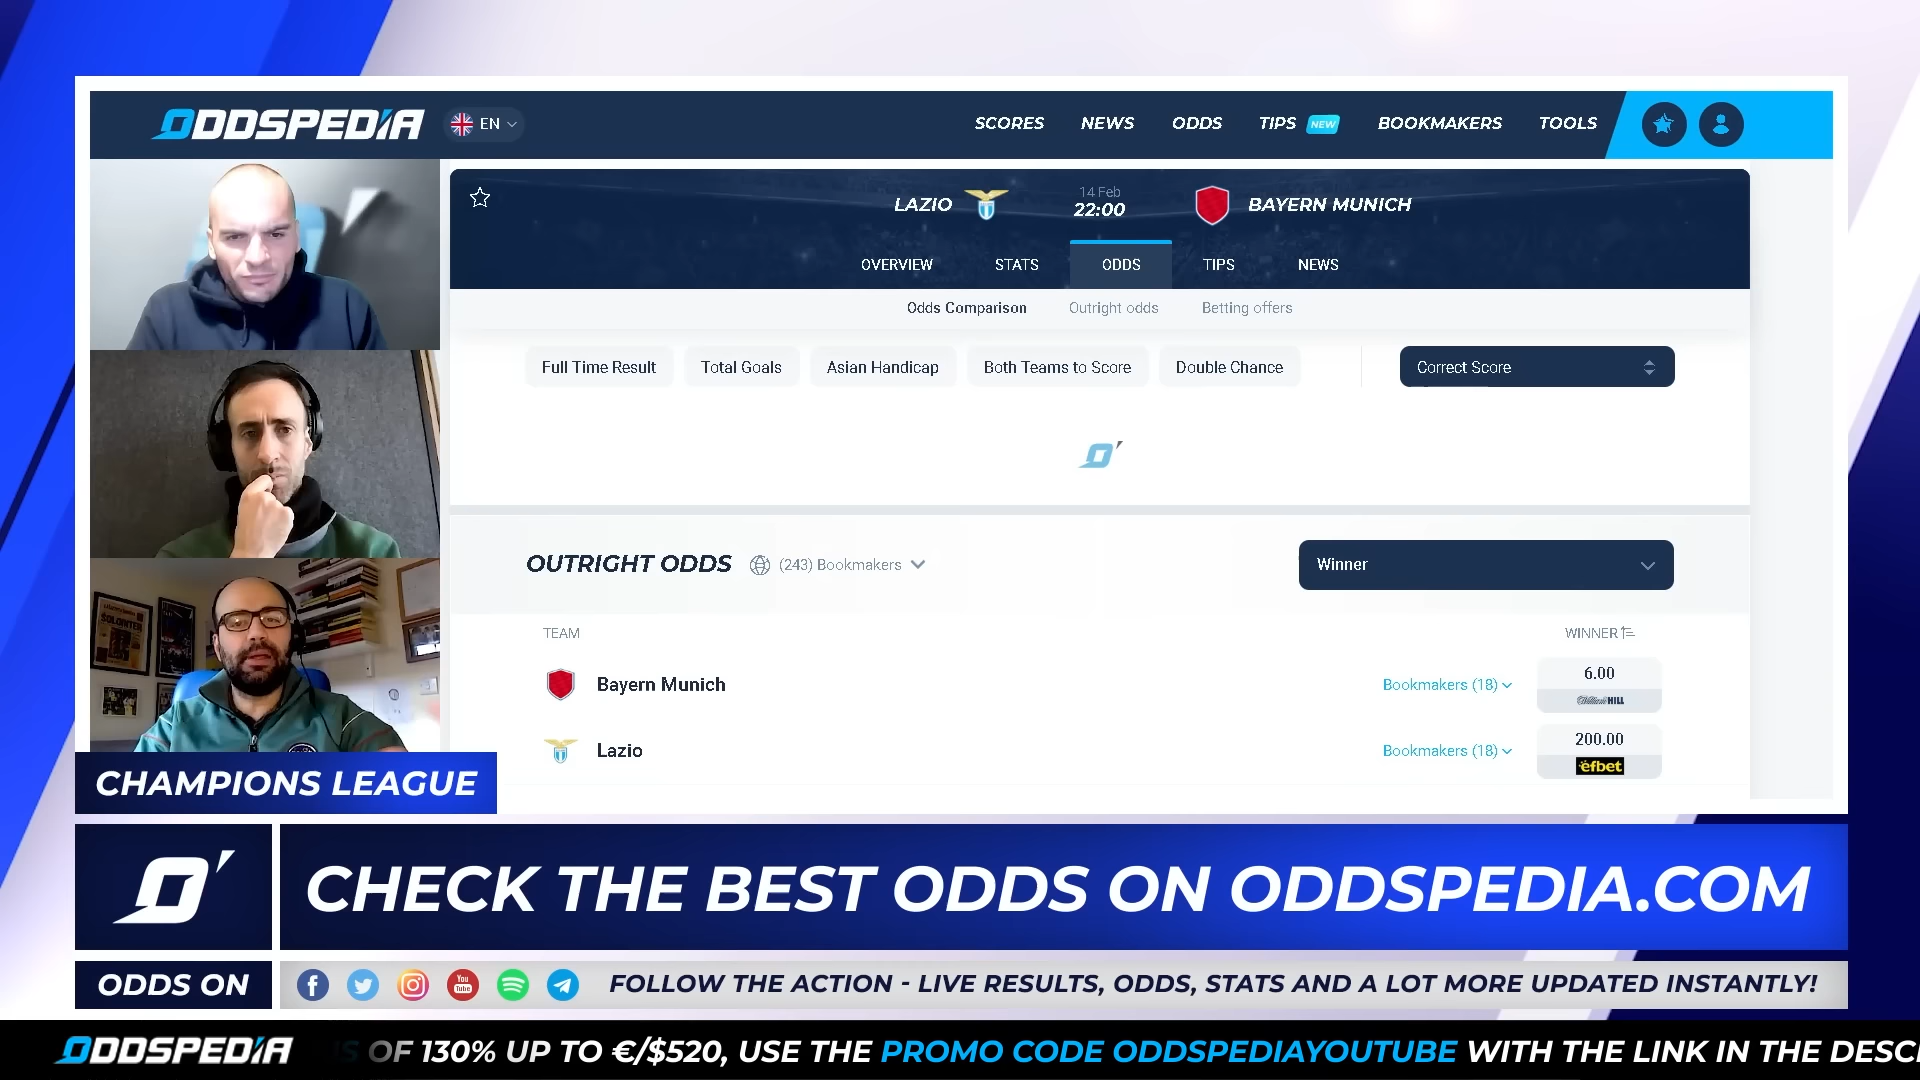 ODDSPEDIA
EN
SCORES NEWS ODDS TIPS NEW BOOKMAKERS TOOLS
LAZIO
14 Feb
22:00
BAYERN MUNICH
OVERVIEW STATS ODDS TIPS NEWS
Odds Comparison Outright odds Betting offers
Full Time Result Total Goals Asian Handicap Both Teams to Score Double Chance Correct Score
OUTRIGHT ODDS (243) Bookmakers Winner
TEAM WINNER
Bayern Munich Bookmakers (18) 6.00
William HILL
Lazio Bookmakers (18) 200.00
efbet
CHAMPIONS LEAGUE
CHECK THE BEST ODDS ON ODDSPEDIA.COM
ODDS ON
You Tube
FOLLOW THE ACTION - LIVE RESULTS, ODDS, STATS AND A LOT MORE UPDATED INSTANTLY!
ODDSPEDIA
OF 130% UP TO €/$520, USE THE PROMO CODE ODDSPEDIAYOUTUBE WITH THE LINK IN THE DESC